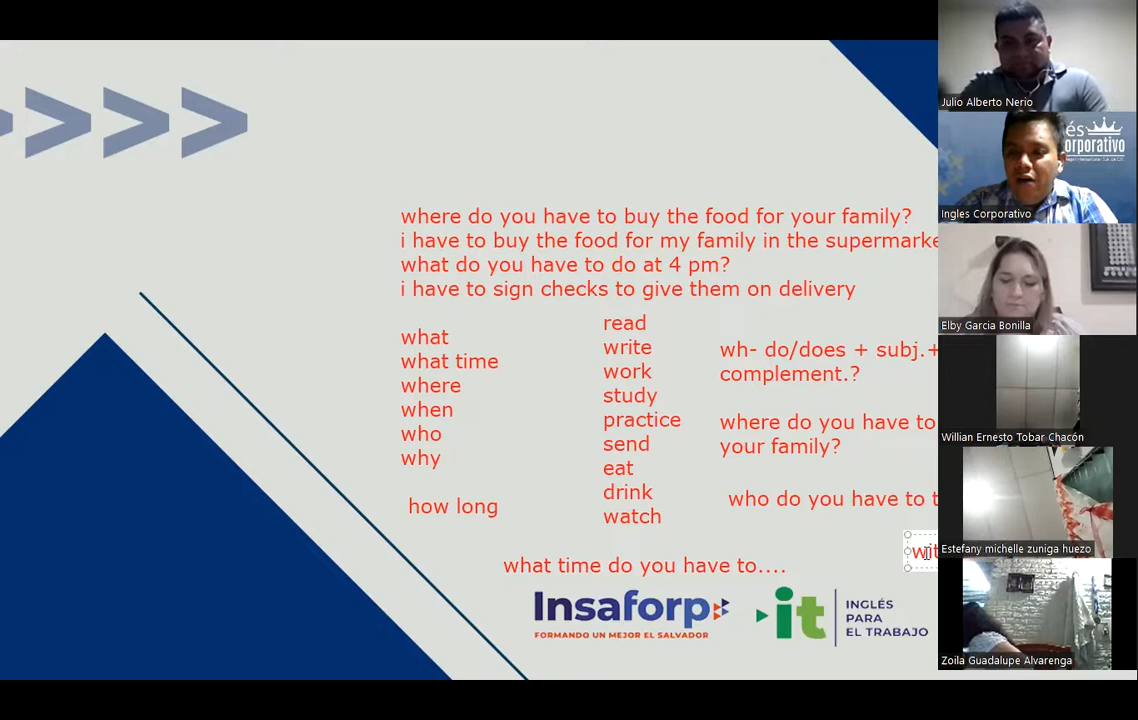 where do you have to buy the food for your family?
i have to buy the food for my family in the supermarke
what do you have to do at 4 pm?
i have to sign checks to give them on delivery
what
what time
where
when
who
why
how long
read
write
work
study
practice
send
eat
drink
watch
wh- do/does + subj.+
complement.?
where do you have to
your family?
who do you have to t
wit
what time do you have to....
Insaforp
FORMANDO UN MEJOR EL SALVADOR
it
INGLÉS
PARA
EL TRABAJO
Julio Alberto Nerio
és
orporativo
Ingles Corporativo
Elby Garcia Bonilla
Willian Ernesto Tobar Chacón
Estefany michelle zuniga huezo
Zoila Guadalupe Alvarenga